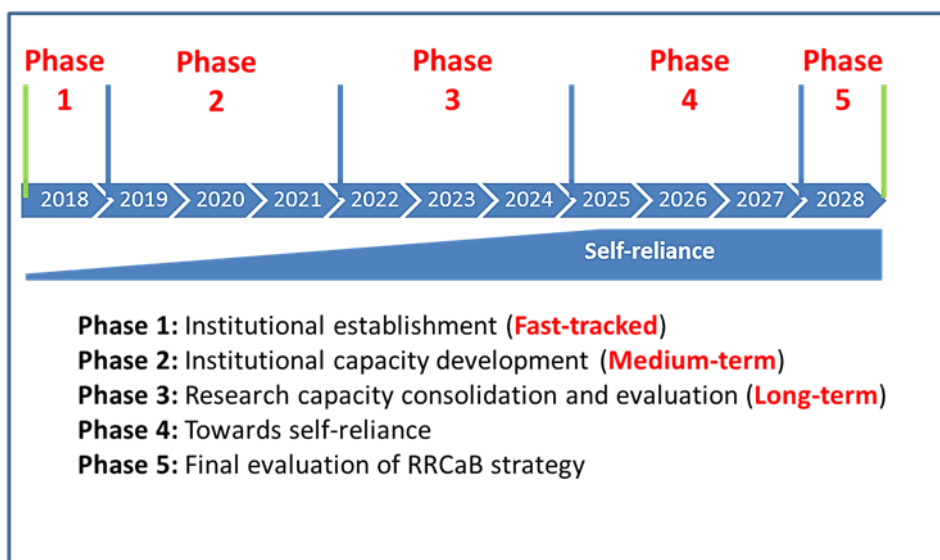 Phase 1
Phase 2
Phase 3
Phase 4
Phase 5
2018 2019 2020 2021 2022 2023 2024 2025 2026 2027 2028
Self-reliance
Phase 1: Institutional establishment (Fast-tracked)
Phase 2: Institutional capacity development (Medium-term)
Phase 3: Research capacity consolidation and evaluation (Long-term)
Phase 4: Towards self-reliance
Phase 5: Final evaluation of RRCaB strategy